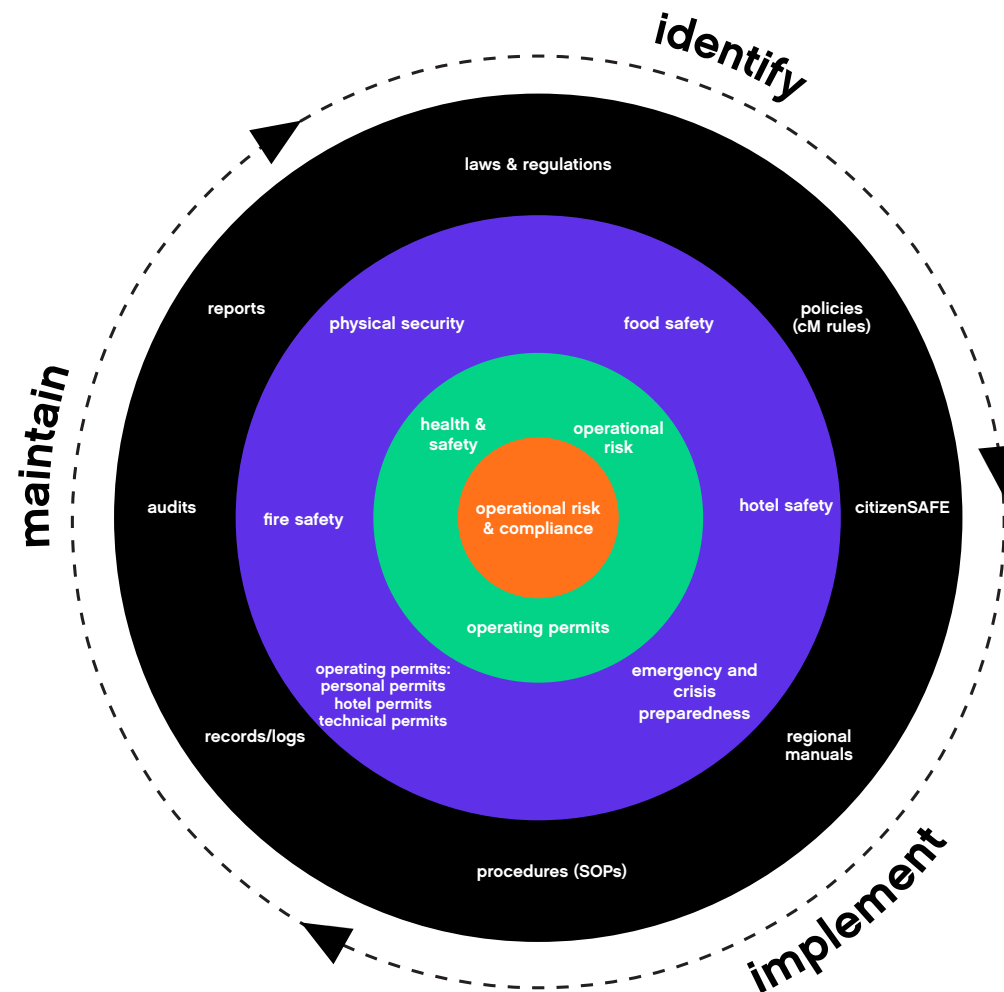 identify
laws & regulations
reports
policies
(cM rules)
physical security
food safety
health &
safety
operational
risk
maintain
audits
fire safety
operational risk
& compliance
hotel safety
citizenSAFE
operating permits
operating permits:
personal permits
hotel permits
technical permits
emergency and
crisis
preparedness
records/logs
regional
manuals
procedures (SOPs)
implement